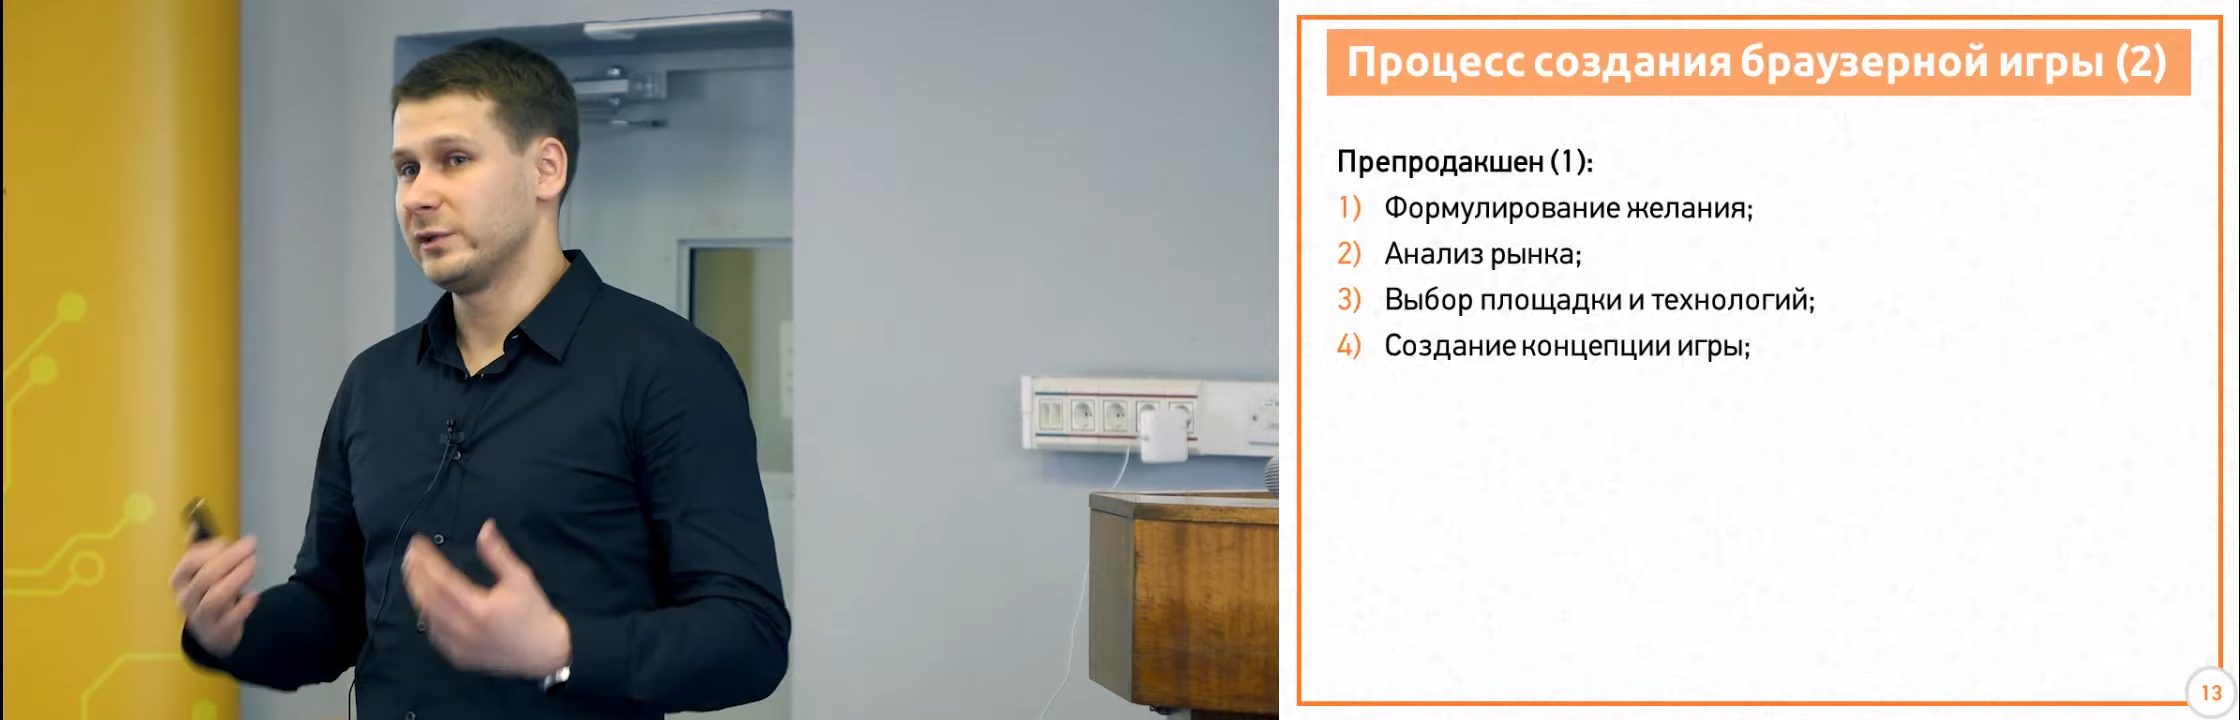 Процесс создания браузерной игры (2)
Препродакшен (1):
1) Формулирование желания;
2) Анализ рынка;
3) Выбор площадки и технологий;
4) Создание концепции игры;
13